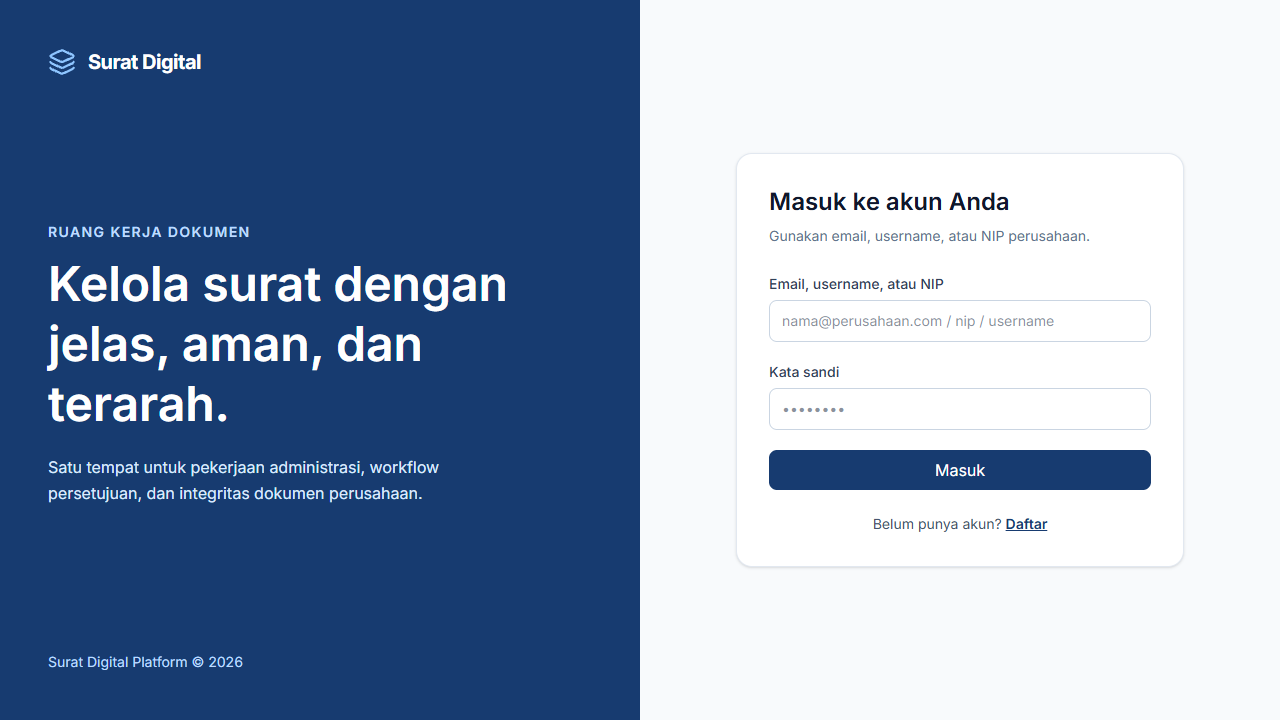 Surat Digital
RUANG KERJA DOKUMEN
Kelola surat dengan
jelas, aman, dan
terarah.
Satu tempat untuk pekerjaan administrasi, workflow
persetujuan, dan integritas dokumen perusahaan.
Surat Digital Platform © 2026
Masuk ke akun Anda
Gunakan email, username, atau NIP perusahaan.
Email, username, atau NIP
nama@perusahaan.com / nip / username
Kata sandi
••••••••
Masuk
Belum punya akun? Daftar